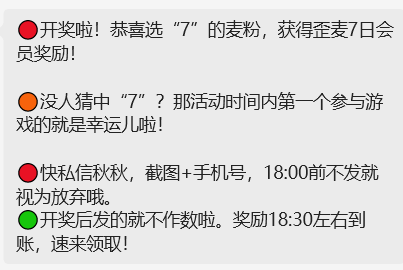 🔴开奖啦！恭喜选“7”的麦粉，获得歪麦7日会
员奖励！
🟠没人猜中“7”？那活动时间内第一个参与游
戏的就是幸运儿啦！
🔴快私信秋秋，截图+手机号，18:00前不发就
视为放弃哦。
🟢开奖后发的就不作数啦。奖励18:30左右到
账，速来领取！